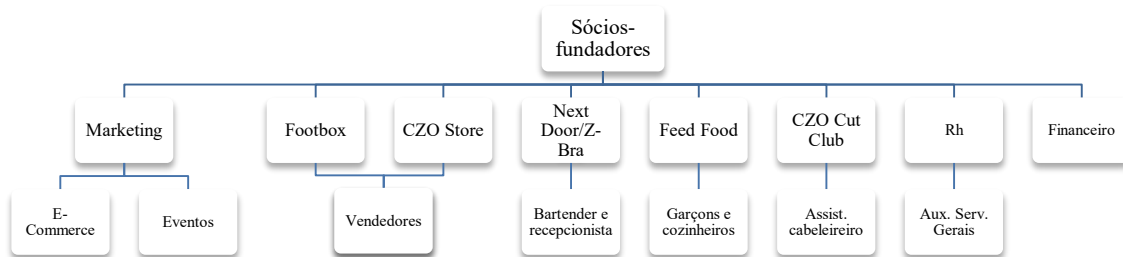 Sócios-
fundadores
Marketing
Footbox
CZO Store
Next
Door/Z-
Bra
Feed Food
CZO Cut
Club
Rh
Financeiro
E-
Commerce
Eventos
Vendedores
Bartender e
recepcionista
Garçons e
cozinheiros
Assist.
cabeleireiro
Aux. Serv.
Gerais